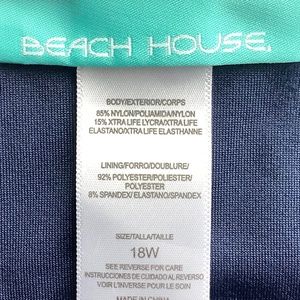 BEACH HOUSE
BODY/EXTERIOR/CORPS
85% NYLON/POLIAMIDA/NYLON
15% XTRA LIFE LYCRA/XTRA LIFE
ELASTANO/XTRA LIFE ELASTHANNE
LINING/FORRO/DOUBLURE/
92% POLYESTER/POLIESTER/
POLYESTER
8% SPANDEX/ELASTANO/SPANDEX
SIZE/TALLA/TAILLE
18W
SEE REVERSE FOR CARE
INSTRUCCIONES DE CUIDADO AL REVERSO
VOIR L'INVERSE POUR LE SOIN
MADE IN CHINA